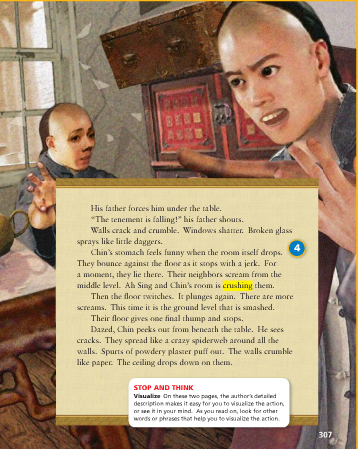 His father forces him under the table.
"The tenement is falling!" his father shouts.
Walls crack and crumble. Windows shatter. Broken glass
sprays like little daggers.
Chin's stomach feels funny when the room itself drops.
They bounce against the floor as it stops with a jerk. For
a moment, they lie there. Their neighbors scream from the
middle level. Ah Sing and Chin's room is crushing them.
Then the floor twitches. It plunges again. There are more
screams. This time it is the ground level that is smashed.
Their floor gives one final thump and stops.
Dazed, Chin peeks out from beneath the table. He sees
cracks. They spread like a crazy spiderweb around all the
walls. Spurts of powdery plaster puff out. The walls crumble
like paper. The ceiling drops down on them.
4
STOP AND THINK
Visualize On these two pages, the author's detailed
description makes it easy for you to visualize the action,
or see it in your mind. As you read on, look for other
words or phrases that help you to visualize the action.
307